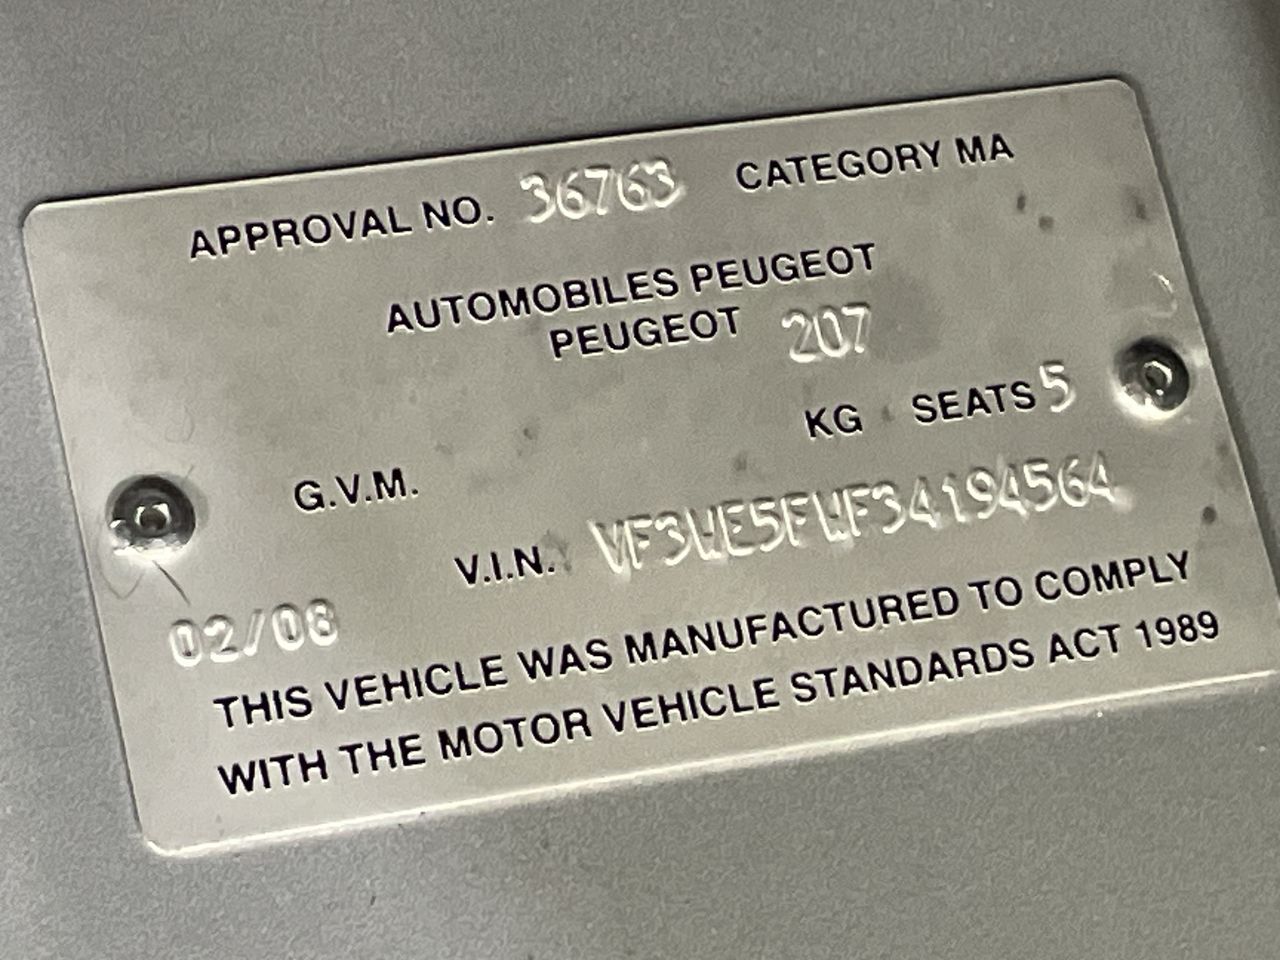 APPROVAL NO. 36763 CATEGORY MA
AUTOMOBILES PEUGEOT
PEUGEOT 207
G.V.M. KG SEATS 5
V.I.N. VF3WE5FWF34194564
02/08
THIS VEHICLE WAS MANUFACTURED TO COMPLY
WITH THE MOTOR VEHICLE STANDARDS ACT 1989